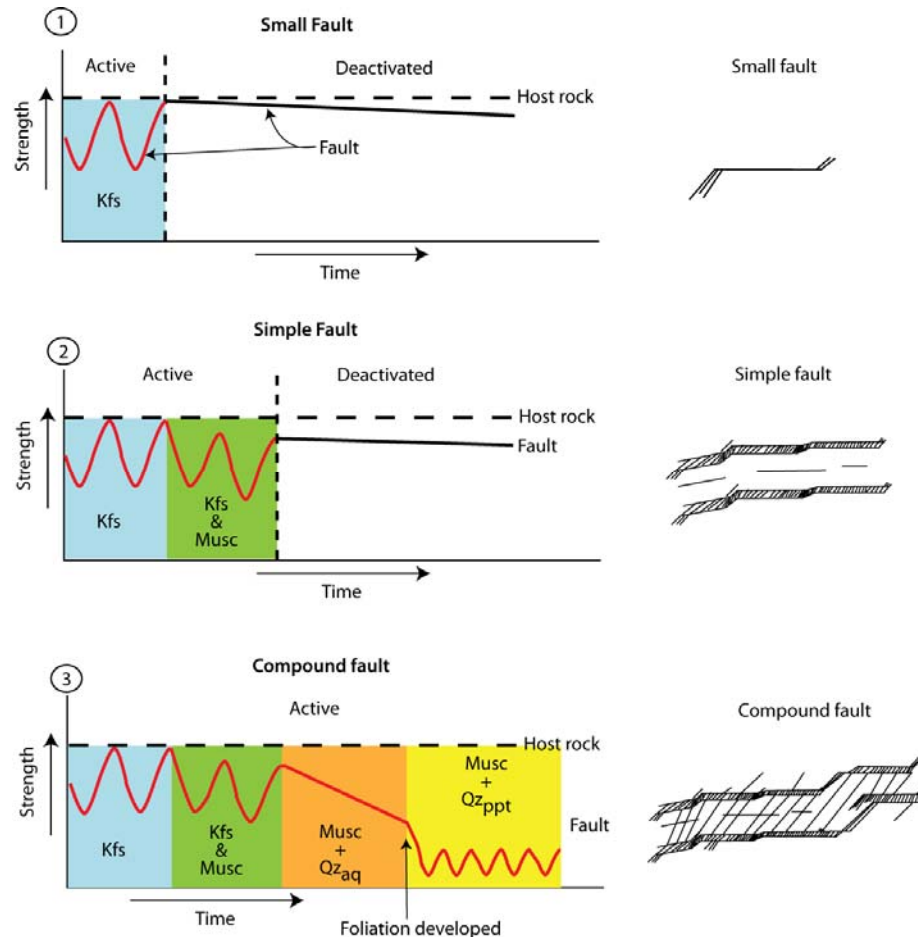 1
Small Fault
Active
Deactivated
Small fault
Host rock
Strength
Fault
Kfs
Time
Simple Fault
2
Active
Deactivated
Simple fault
Host rock
Strength
Fault
Kfs
Kfs
&
Musc
Time
Compound fault
3
Active
Compound fault
Host rock
Strength
Musc
+
Qzppt
Fault
Kfs
Kfs
&
Musc
Musc
+
Qzaq
Time
Foliation developed